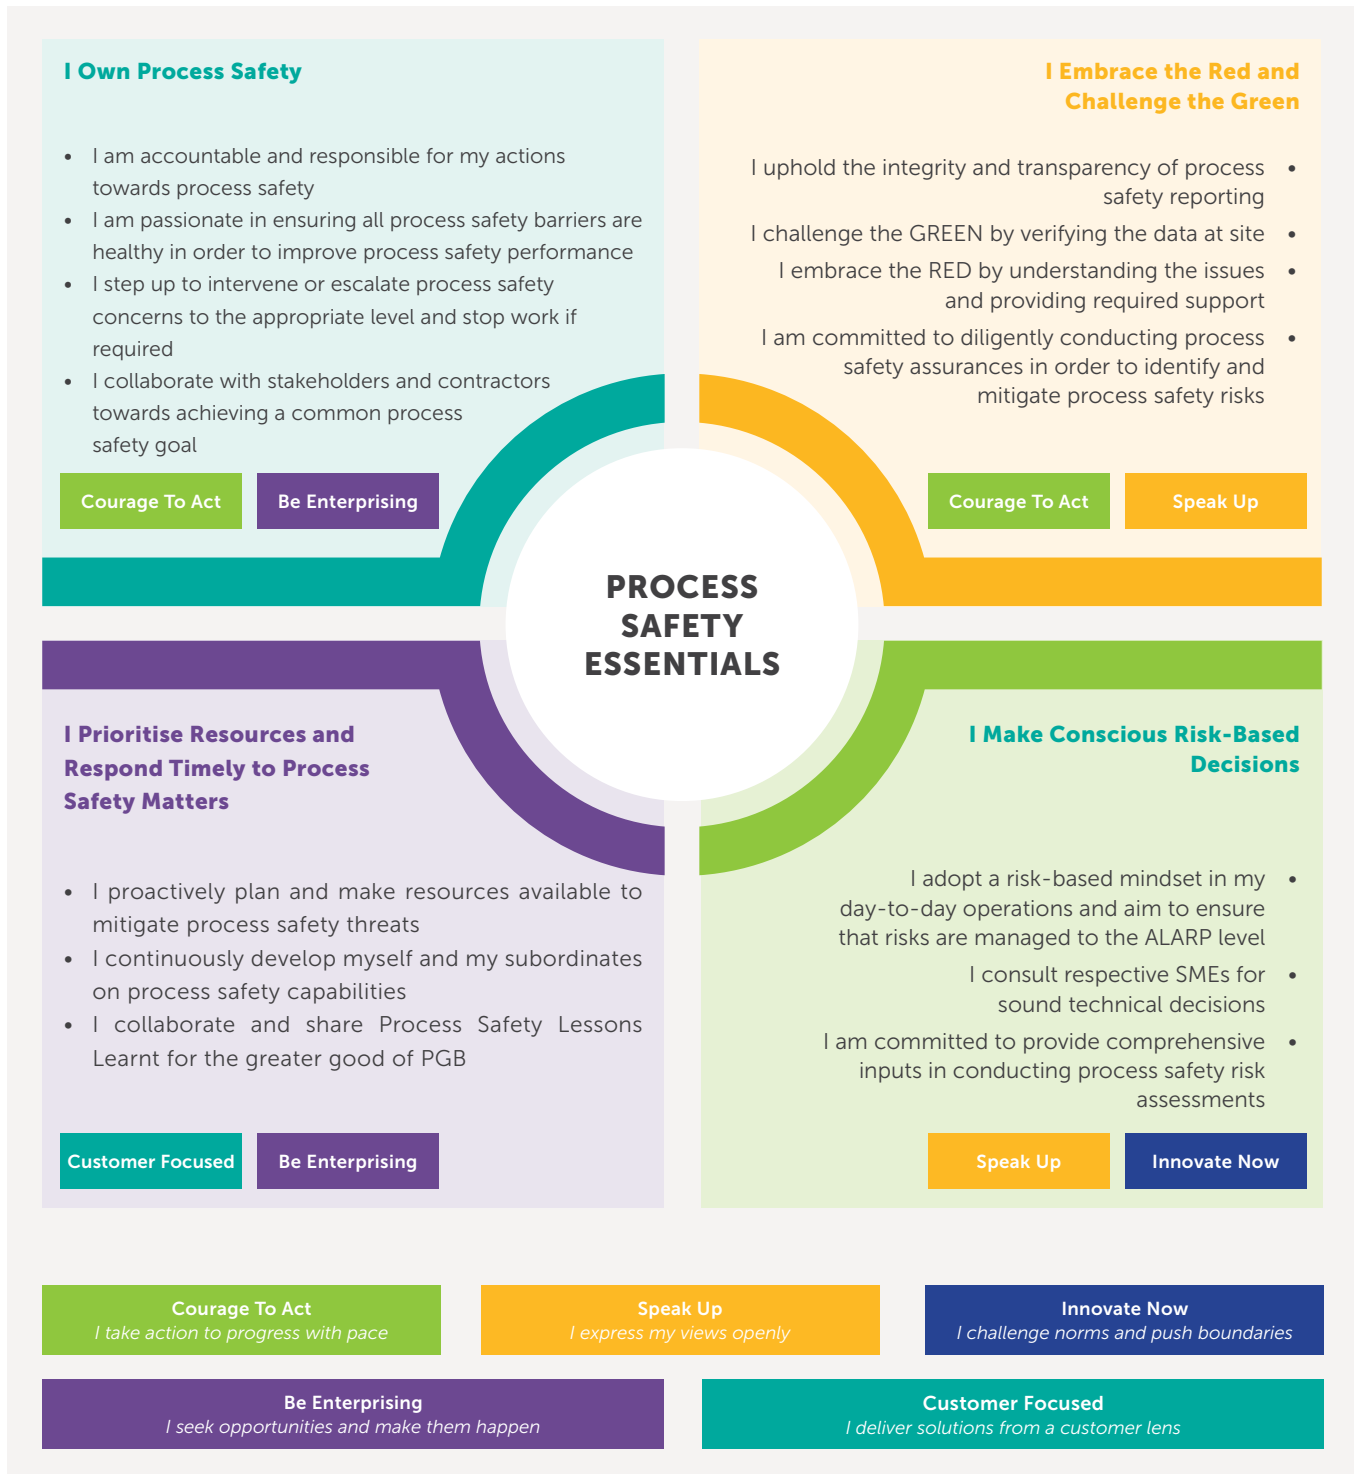 I Own Process Safety
• I am accountable and responsible for my actions
towards process safety
• I am passionate in ensuring all process safety barriers are
healthy in order to improve process safety performance
• I step up to intervene or escalate process safety
concerns to the appropriate level and stop work if
required
• I collaborate with stakeholders and contractors
towards achieving a common process
safety goal
Courage To Act
Be Enterprising
I Embrace the Red and
Challenge the Green
I uphold the integrity and transparency of process •
safety reporting
I challenge the GREEN by verifying the data at site •
I embrace the RED by understanding the issues •
and providing required support
I am committed to diligently conducting process •
safety assurances in order to identify and
mitigate process safety risks
Courage To Act
Speak Up
PROCESS
SAFETY
ESSENTIALS
I Prioritise Resources and
Respond Timely to Process
Safety Matters
• I proactively plan and make resources available to
mitigate process safety threats
• I continuously develop myself and my subordinates
on process safety capabilities
• I collaborate and share Process Safety Lessons
Learnt for the greater good of PGB
Customer Focused
Be Enterprising
I Make Conscious Risk-Based
Decisions
I adopt a risk-based mindset in my •
day-to-day operations and aim to ensure
that risks are managed to the ALARP level
I consult respective SMEs for •
sound technical decisions
I am committed to provide comprehensive •
inputs in conducting process safety risk
assessments
Speak Up
Innovate Now
Courage To Act
I take action to progress with pace
Speak Up
I express my views openly
Innovate Now
I challenge norms and push boundaries
Be Enterprising
I seek opportunities and make them happen
Customer Focused
I deliver solutions from a customer lens